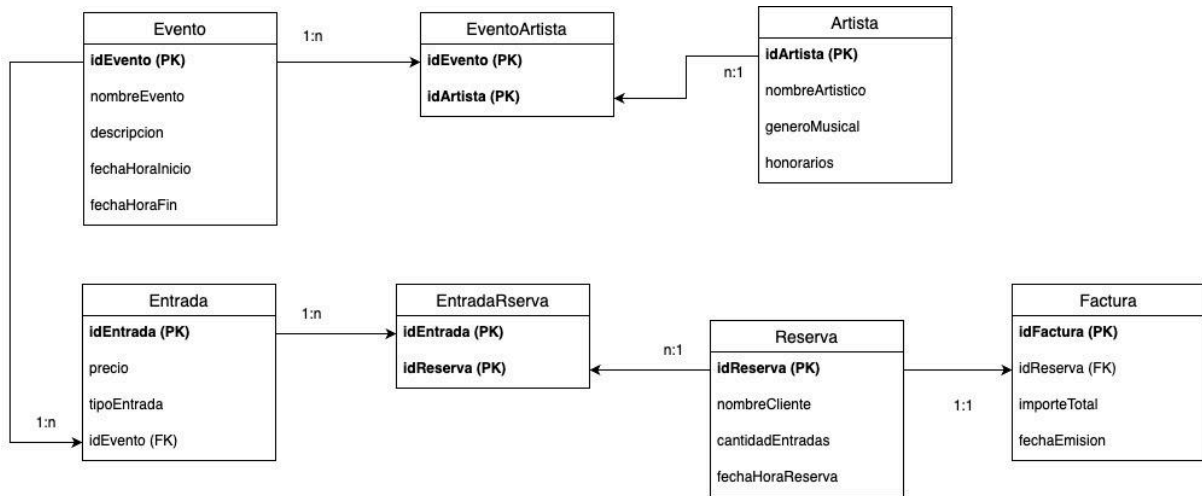 Evento
idEvento (PK)
nombreEvento
descripcion
fechaHoraInicio
fechaHoraFin
1:n
EventoArtista
idEvento (PK)
idArtista (PK)
n:1
Artista
idArtista (PK)
nombreArtistico
generoMusical
honorarios
1:n
Entrada
idEntrada (PK)
precio
tipoEntrada
idEvento (FK)
1:n
EntradaRserva
idEntrada (PK)
idReserva (PK)
n:1
Reserva
idReserva (PK)
nombreCliente
cantidadEntradas
fechaHoraReserva
1:1
Factura
idFactura (PK)
idReserva (FK)
importeTotal
fechaEmision